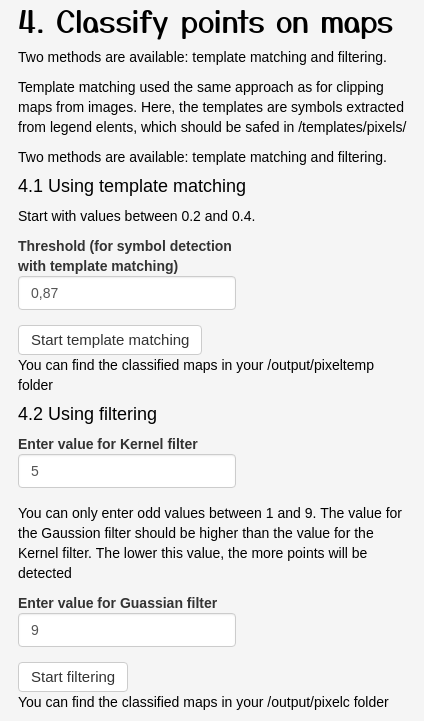 4. Classify points on maps
Two methods are available: template matching and filtering.
Template matching used the same approach as for clipping
maps from images. Here, the templates are symbols extracted
from legend elents, which should be safed in /templates/pixels/
Two methods are available: template matching and filtering.
4.1 Using template matching
Start with values between 0.2 and 0.4.
Threshold (for symbol detection
with template matching)
0,87
Start template matching
You can find the classified maps in your /output/pixeltemp
folder
4.2 Using filtering
Enter value for Kernel filter
5
You can only enter odd values between 1 and 9. The value for
the Gaussion filter should be higher than the value for the
Kernel filter. The lower this value, the more points will be
detected
Enter value for Guassian filter
9
Start filtering
You can find the classified maps in your /output/pixelc folder